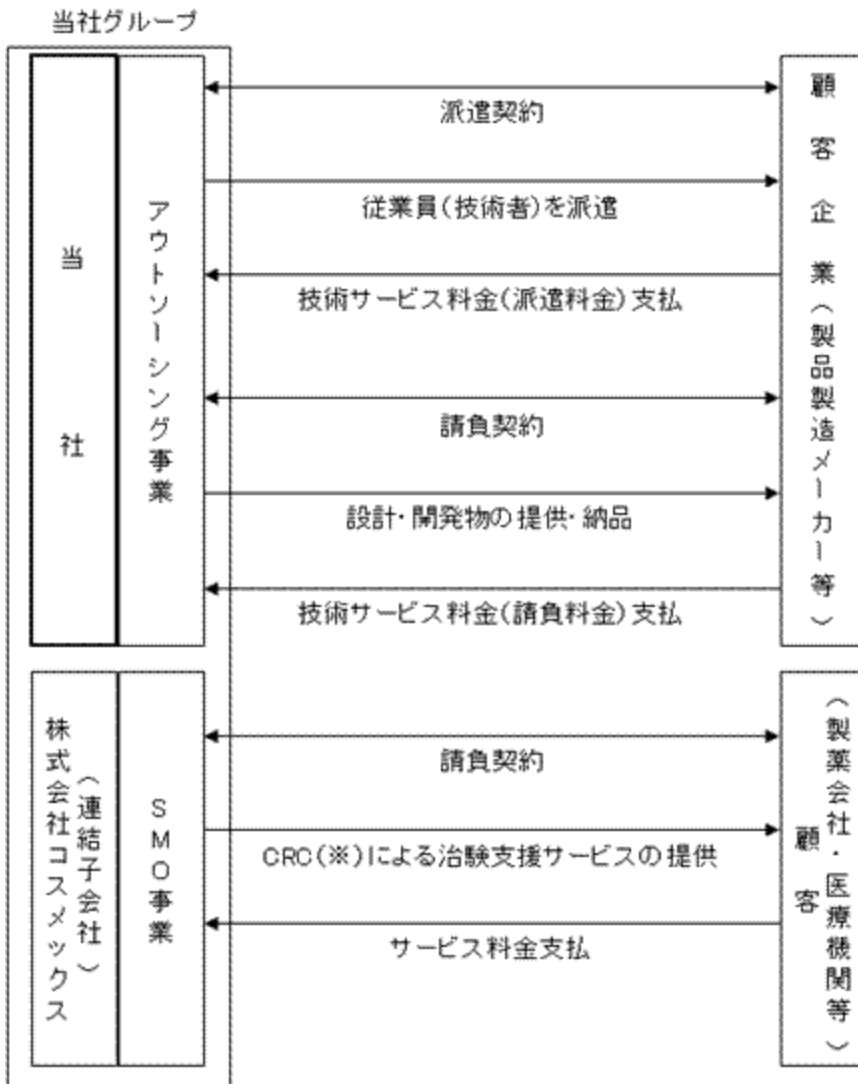 当社グループ
当社
アウトソーシング事業
派遣契約
従業員(技術者)を派遣
技術サービス料金(派遣料金)支払
請負契約
設計・開発物の提供・納品
技術サービス料金(請負料金)支払
顧客企業(製品製造メーカー等)
株式会社コスメックス
(連結子会社)
SMO事業
請負契約
CRC(※)による治験支援サービスの提供
サービス料金支払
(製薬会社・医療機関等)
顧客